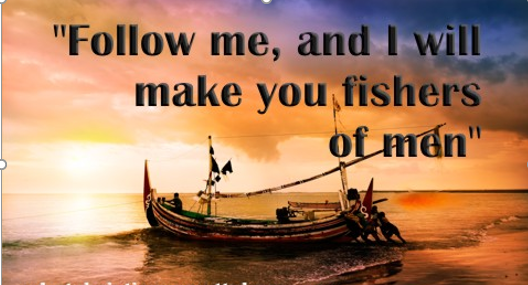 "Follow me, and I will
make you fishers
of men"